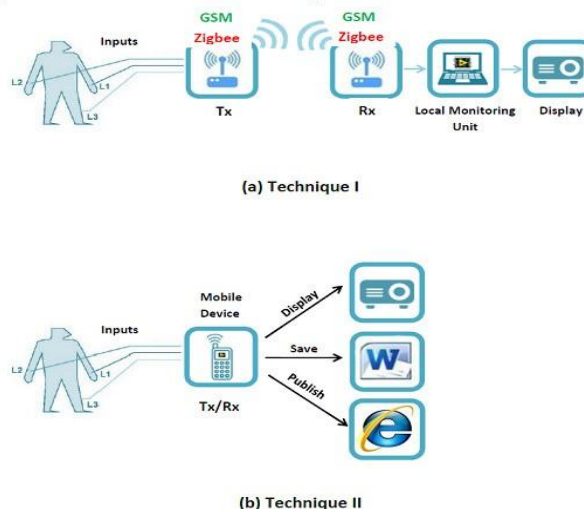 GSM
Zigbee
GSM
Zigbee
Inputs
L2
L1
L3
Tx
Rx
Local Monitoring
Unit
Display
(a) Technique I
Mobile
Device
Inputs
L2
L1
L3
Tx/Rx
Display
Save
Publish
W
e
(b) Technique II